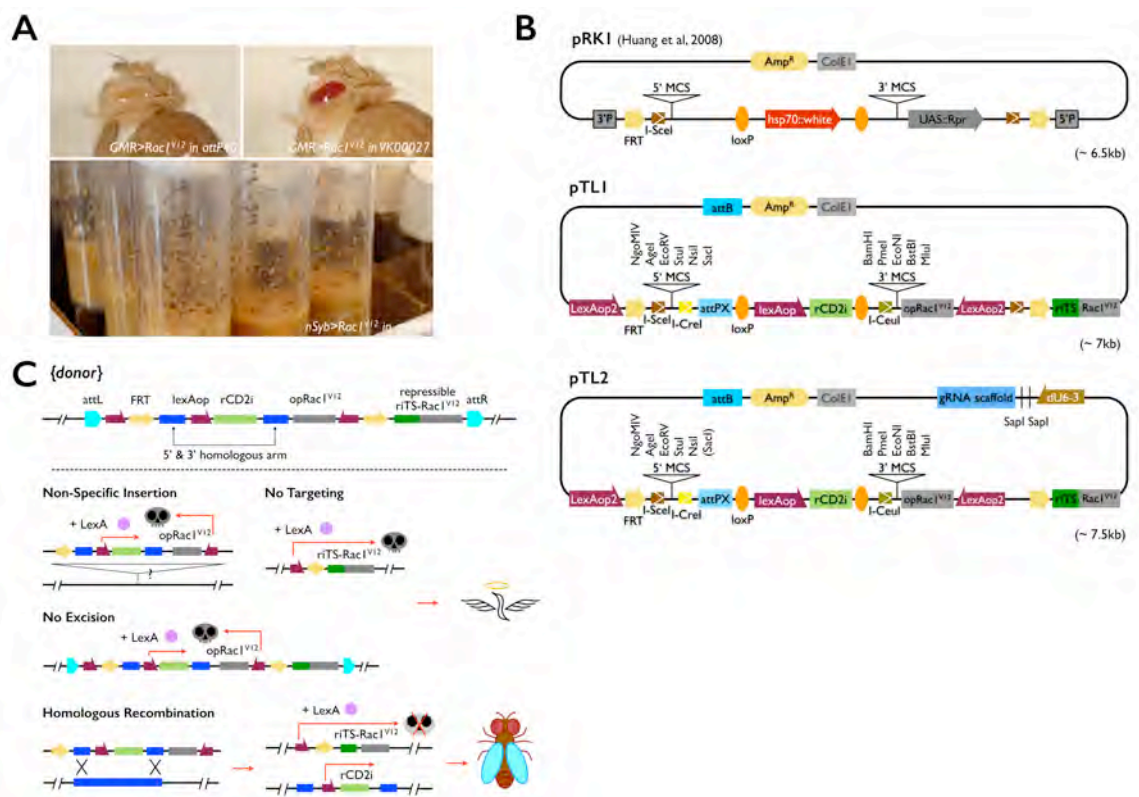 A
GMR>Rac1V12 in attP40
GMR>Rac1V12 in VK00027
nSyb>Rac1V12 in
B
pRK1 (Huang et al, 2008)
AmpR ColE1
5' MCS 3' MCS
3'P hsp70::white UAS::Rpr 5'P
I-SceI
FRT loxP
(~ 6.5kb)
pTL1
attB AmpR ColE1
NgoMIV
AgeI
EcoRV
StuI
NsiI
SacI
BamHI
PmeI
EcoNI
BstBI
MluI
5' MCS 3' MCS
LexAop2 attPX lexAop rCD2i opRac1V12 LexAop2 riTS Rac1V12
FRT I-SceI I-CreI loxP I-CeuI
(~ 7kb)
pTL2
attB AmpR ColE1 gRNA scaffold dU6-3
SapI SapI
NgoMIV
AgeI
EcoRV
StuI
NsiI
(SacI)
BamHI
PmeI
EcoNI
BstBI
MluI
5' MCS 3' MCS
LexAop2 attPX lexAop rCD2i opRac1V12 LexAop2 riTS Rac1V12
FRT I-SceI I-CreI loxP I-CeuI
(~ 7.5kb)
C
{donor}
attL FRT lexAop rCD2i opRac1V12 repressible riTS-Rac1V12 attR
5' & 3' homologous arm
Non-Specific Insertion
+ LexA
opRac1V12
?
No Targeting
+ LexA
riTS-Rac1V12
No Excision
+ LexA
opRac1V12
Homologous Recombination
+ LexA
riTS-Rac1V12
rCD2i